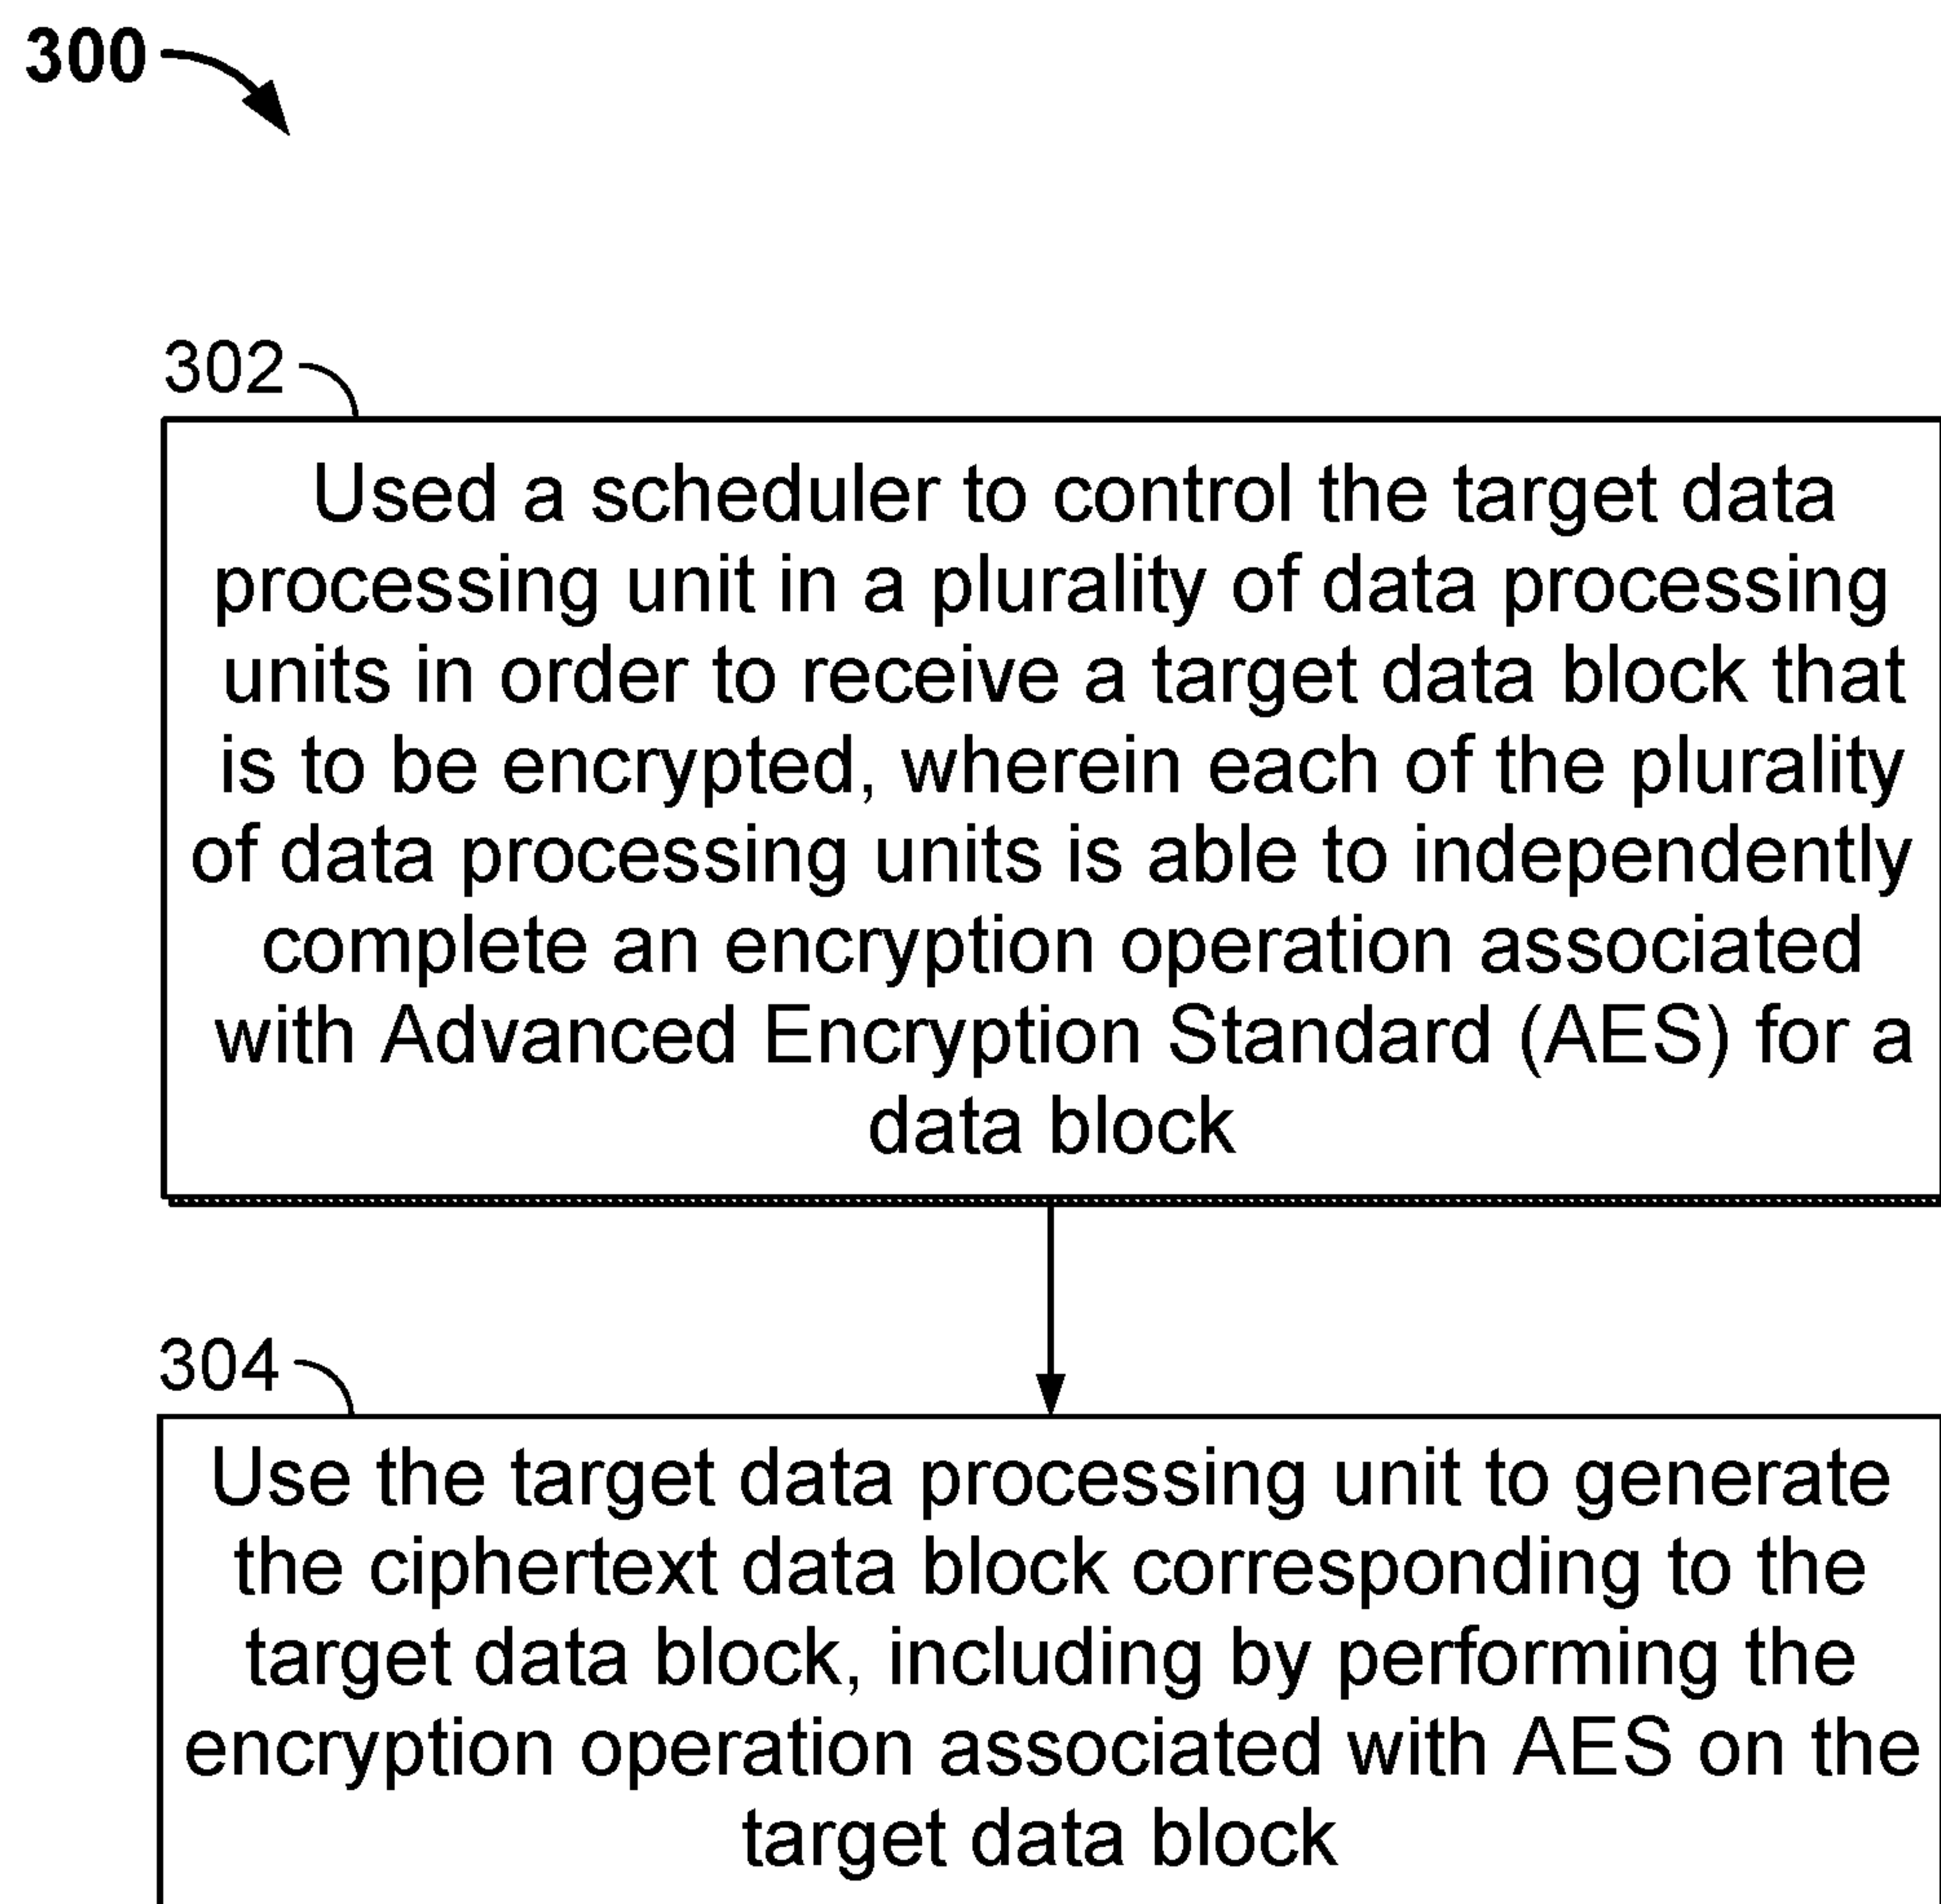 300
302
Used a scheduler to control the target data
processing unit in a plurality of data processing
units in order to receive a target data block that
is to be encrypted, wherein each of the plurality
of data processing units is able to independently
complete an encryption operation associated
with Advanced Encryption Standard (AES) for a
data block
304
Use the target data processing unit to generate
the ciphertext data block corresponding to the
target data block, including by performing the
encryption operation associated with AES on the
target data block